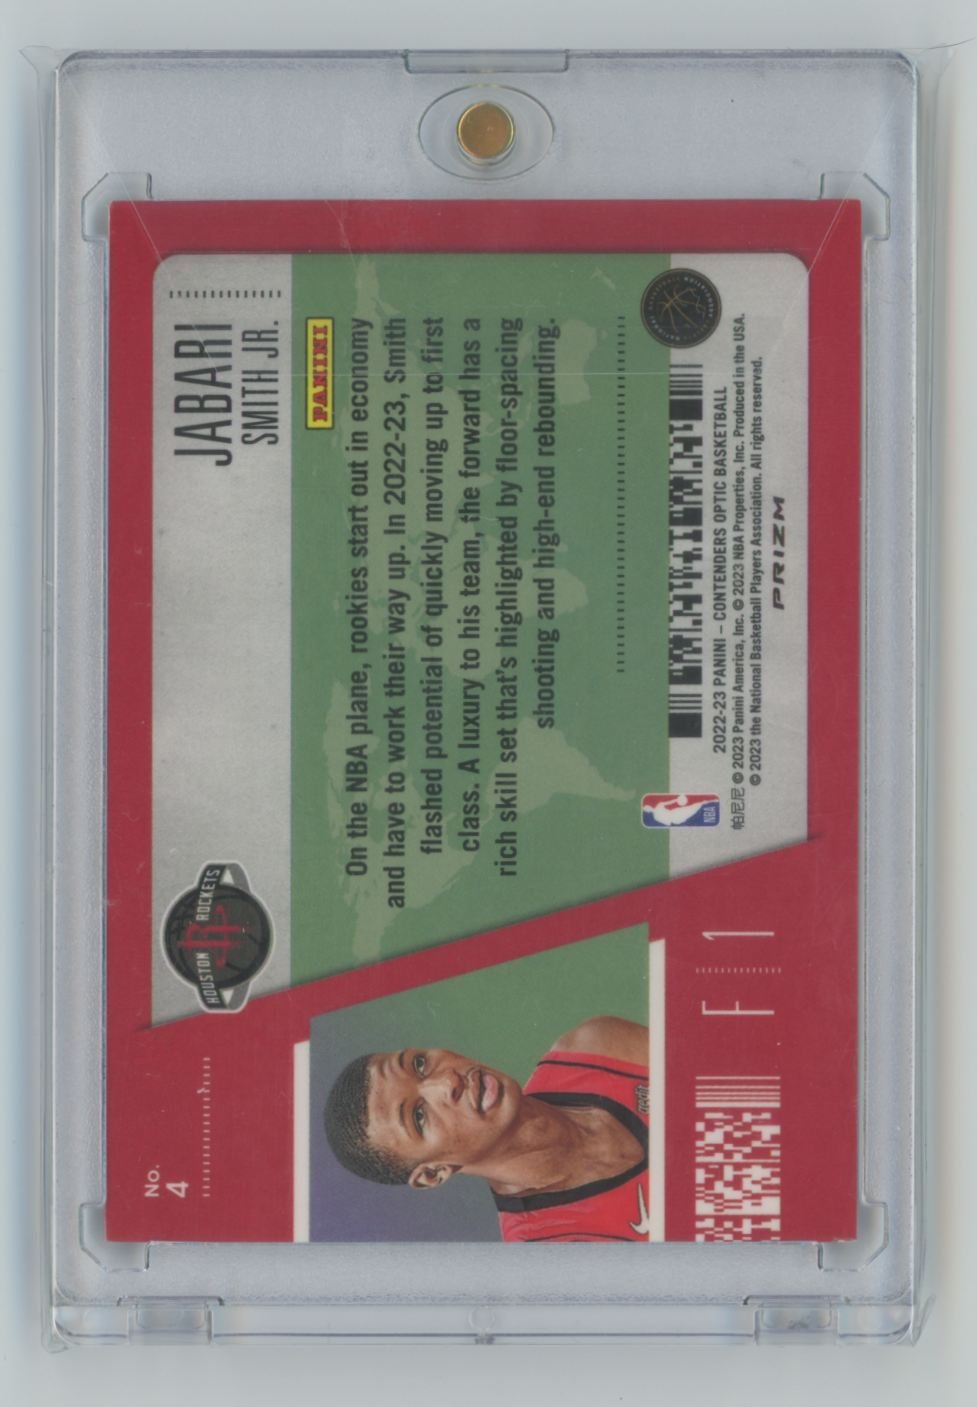 No.
4
HOUSTON ROCKETS
JABARI
SMITH JR.
PANINI
On the NBA plane, rookies start out in economy
and have to work their way up. In 2022-23, Smith
flashed potential of quickly moving up to first
class. A luxury to his team, the forward has a
rich skill set that's highlighted by floor-spacing
shooting and high-end rebounding.
NBA
2022-23 PANINI – CONTENDERS OPTIC BASKETBALL
帕尼尼 © 2023 Panini America, Inc. © 2023 NBA Properties, Inc. Produced in the USA.
© 2023 the National Basketball Players Association. All rights reserved.
PRIZM
F 1